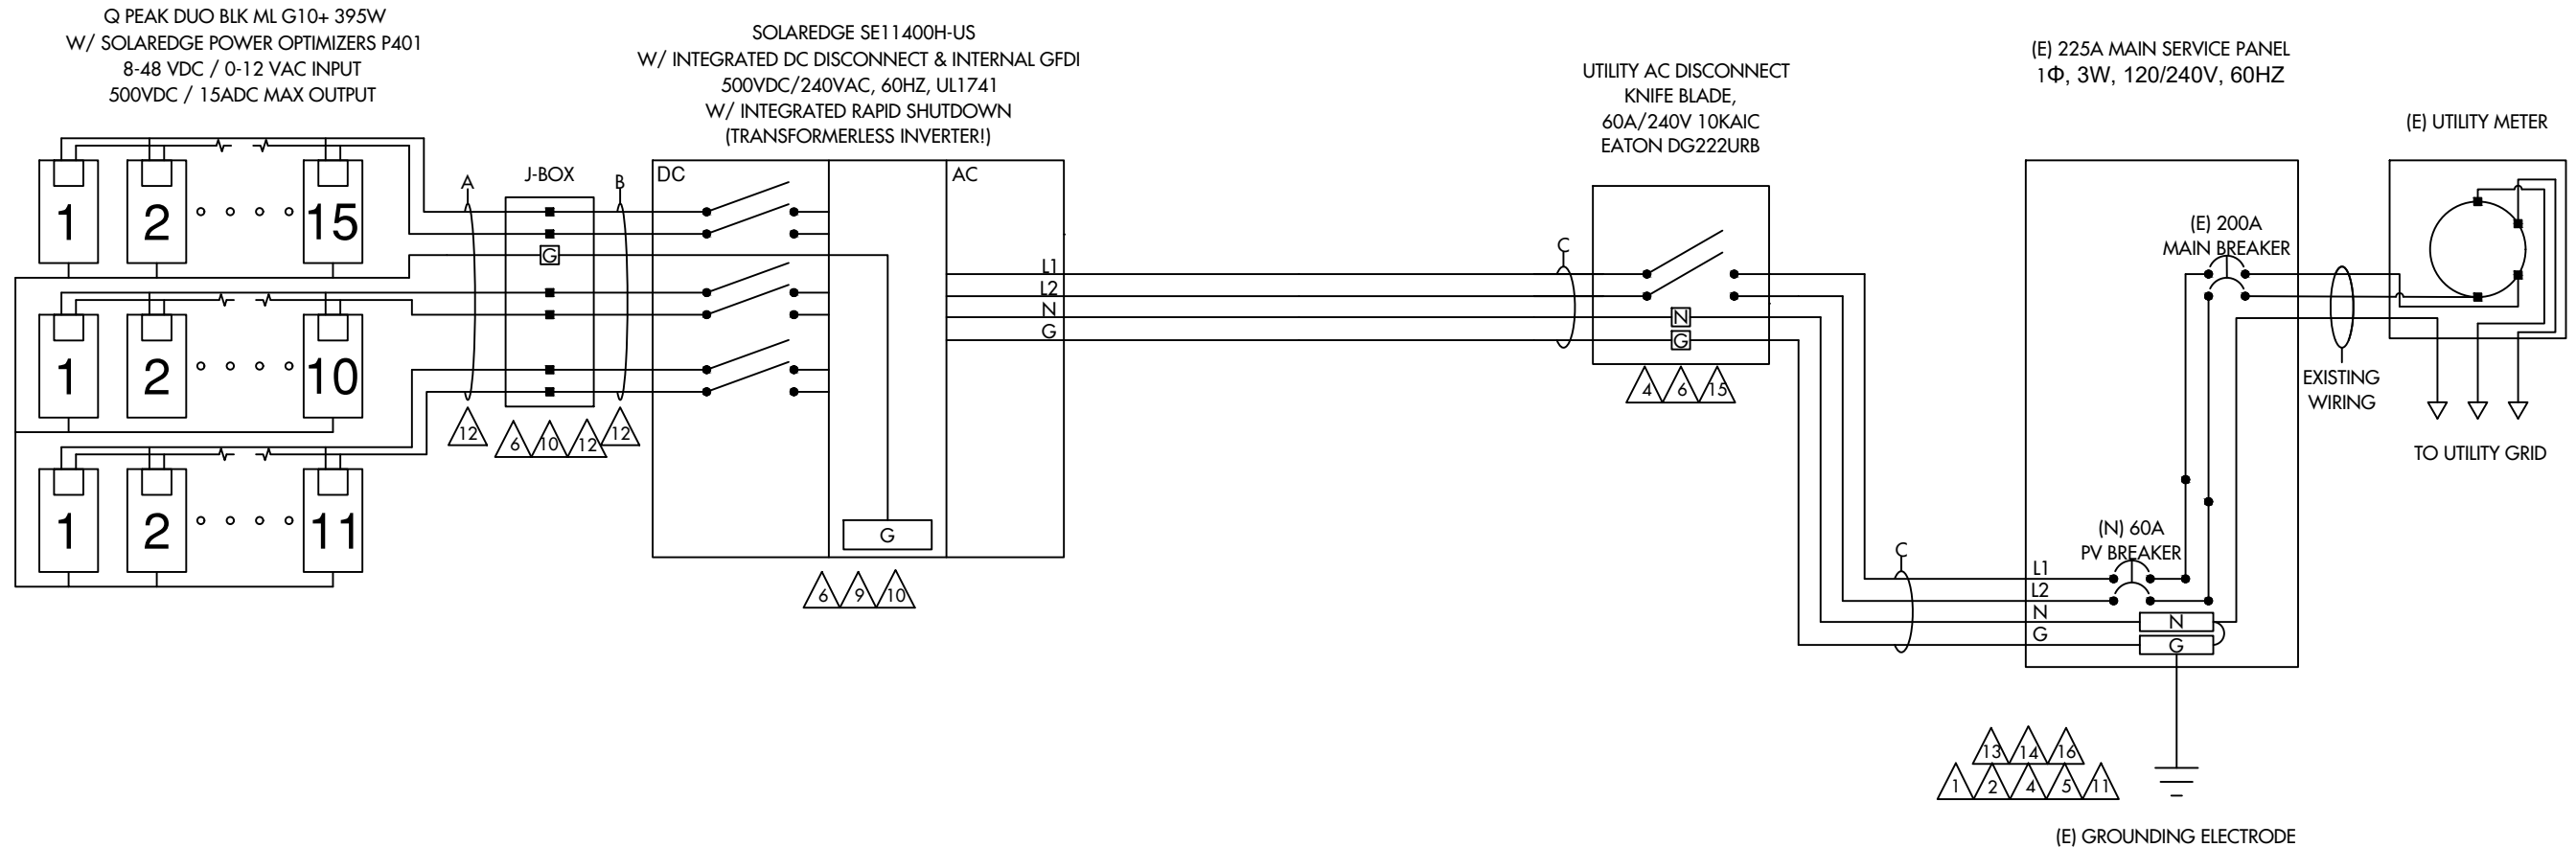 Q PEAK DUO BLK ML G10+ 395W
W/ SOLAREDGE POWER OPTIMIZERS P401
8-48 VDC / 0-12 VAC INPUT
500VDC / 15ADC MAX OUTPUT
SOLAREDGE SE11400H-US
W/ INTEGRATED DC DISCONNECT & INTERNAL GFDI
500VDC/240VAC, 60HZ, UL1741
W/ INTEGRATED RAPID SHUTDOWN
(TRANSFORMERLESS INVERTER!)
UTILITY AC DISCONNECT
KNIFE BLADE,
60A/240V 10KAIC
EATON DG222URB
(E) 225A MAIN SERVICE PANEL
1Φ, 3W, 120/240V, 60HZ
(E) UTILITY METER
1 2 15
A
J-BOX
B
DC
AC
G
1 2 10
1 2 11
12
6 10 12
12
G
6 9 10
L1
L2
N
G
C
N
G
4 6 15
(E) 200A
MAIN BREAKER
EXISTING
WIRING
TO UTILITY GRID
(N) 60A
PV BREAKER
C
L1
L2
N
G
N
G
13 14 16
1 2 4 5 11
(E) GROUNDING ELECTRODE